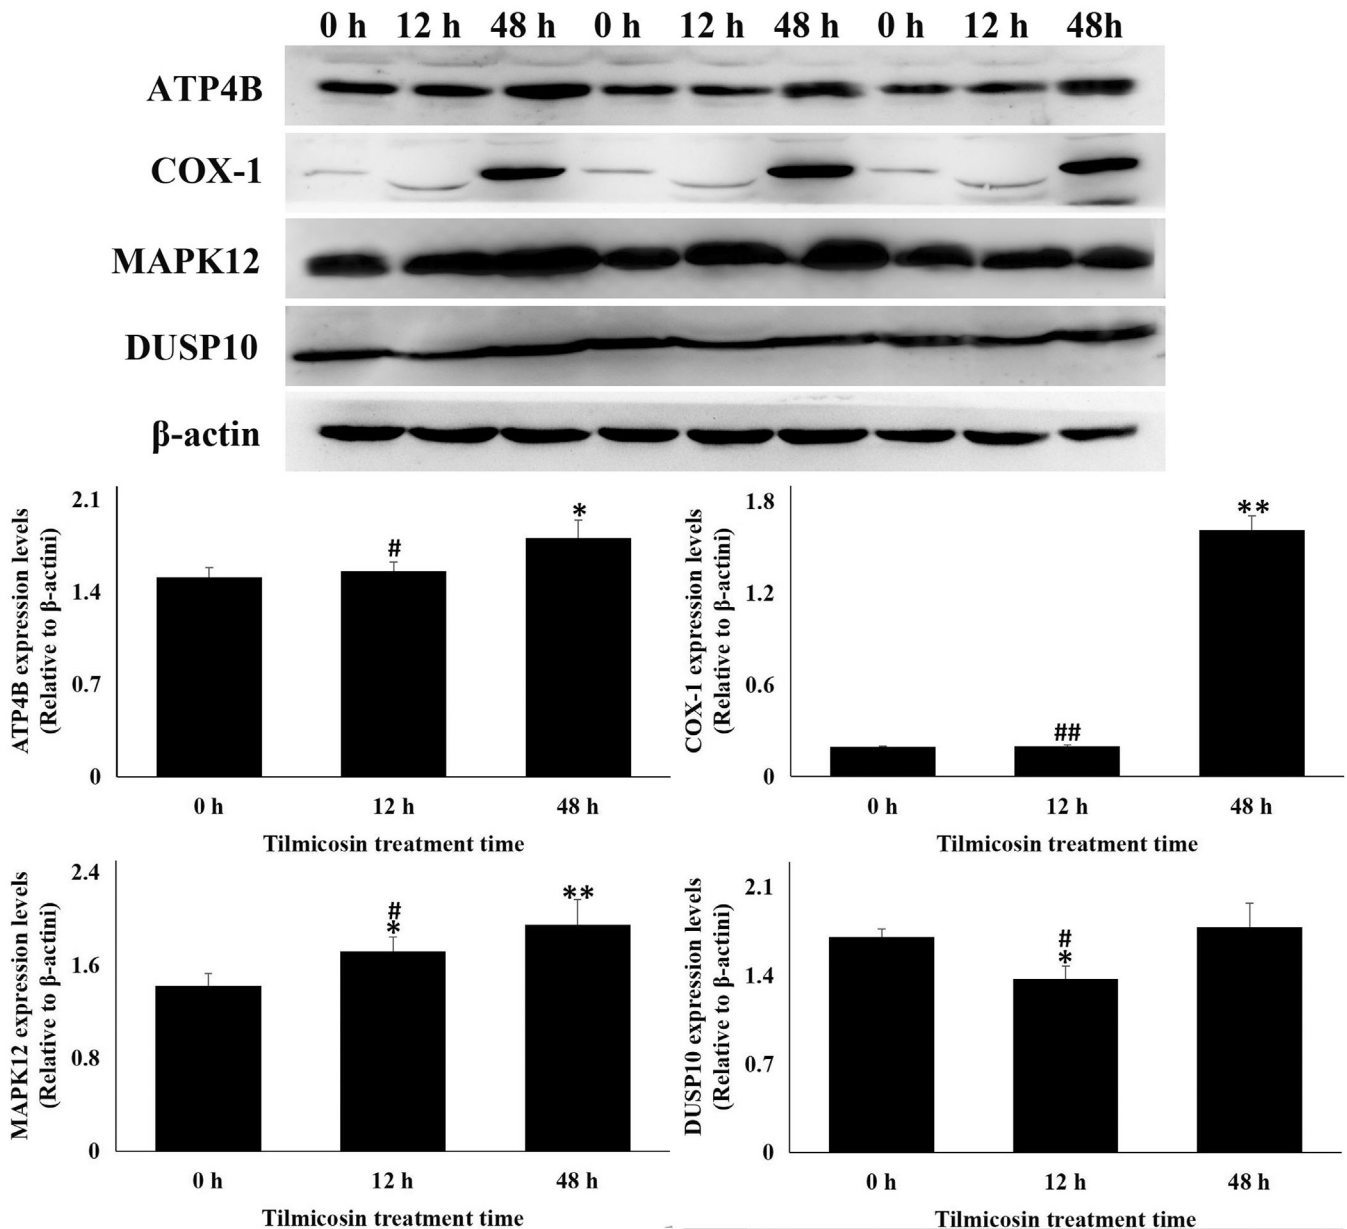 0 h 12 h 48 h 0 h 12 h 48 h 0 h 12 h 48h
ATP4B
COX-1
MAPK12
DUSP10
β-actin
ATP4B expression levels
(Relative to β-actini)
2.1
1.4
0.7
0
#
*
0 h 12 h 48 h
Tilmicosin treatment time
COX-1 expression levels
(Relative to β-actini)
1.8
1.2
0.6
0
##
**
0 h 12 h 48 h
Tilmicosin treatment time
MAPK12 expression levels
(Relative to β-actini)
2.4
1.6
0.8
0
#
*
**
0 h 12 h 48 h
Tilmicosin treatment time
DUSP10 expression levels
(Relative to β-actini)
2.1
1.4
0.7
0
#
*
0 h 12 h 48 h
Tilmicosin treatment time